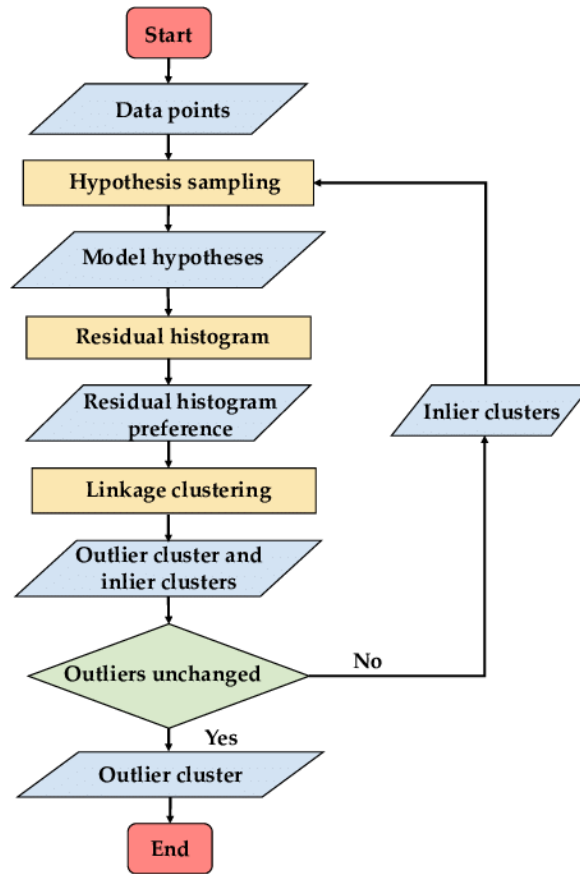 Start
Data points
Hypothesis sampling
Model hypotheses
Residual histogram
Residual histogram
preference
Inlier clusters
Linkage clustering
Outlier cluster and
inlier clusters
Outliers unchanged
No
Yes
Outlier cluster
End